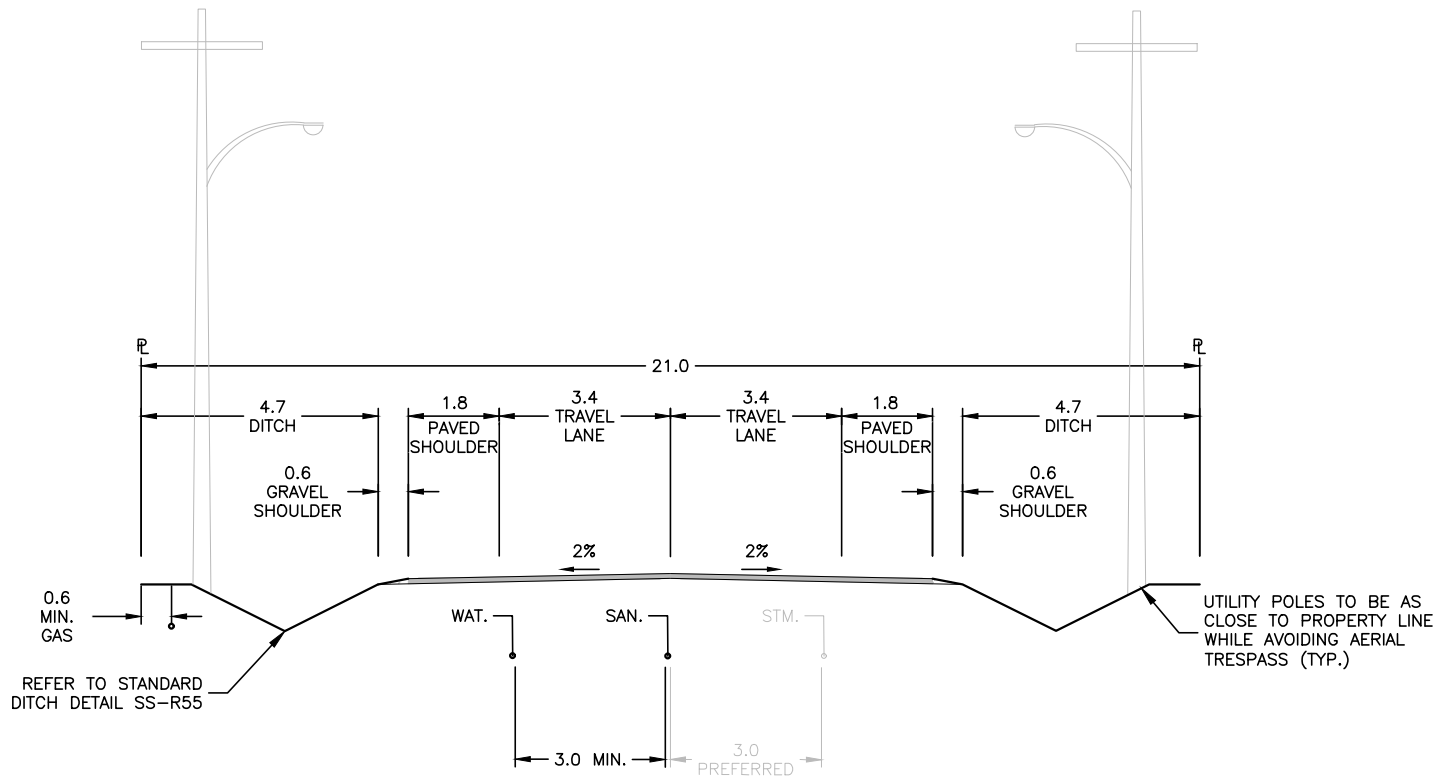 ℄
℄
21.0
4.7
DITCH
1.8
PAVED
SHOULDER
3.4
TRAVEL
LANE
3.4
TRAVEL
LANE
1.8
PAVED
SHOULDER
4.7
DITCH
0.6
GRAVEL
SHOULDER
0.6
GRAVEL
SHOULDER
2%
2%
0.6
MIN.
GAS
WAT.
SAN.
STM.
UTILITY POLES TO BE AS
CLOSE TO PROPERTY LINE
WHILE AVOIDING AERIAL
TRESPASS (TYP.)
REFER TO STANDARD
DITCH DETAIL SS-R55
3.0 MIN.
3.0
PREFERRED